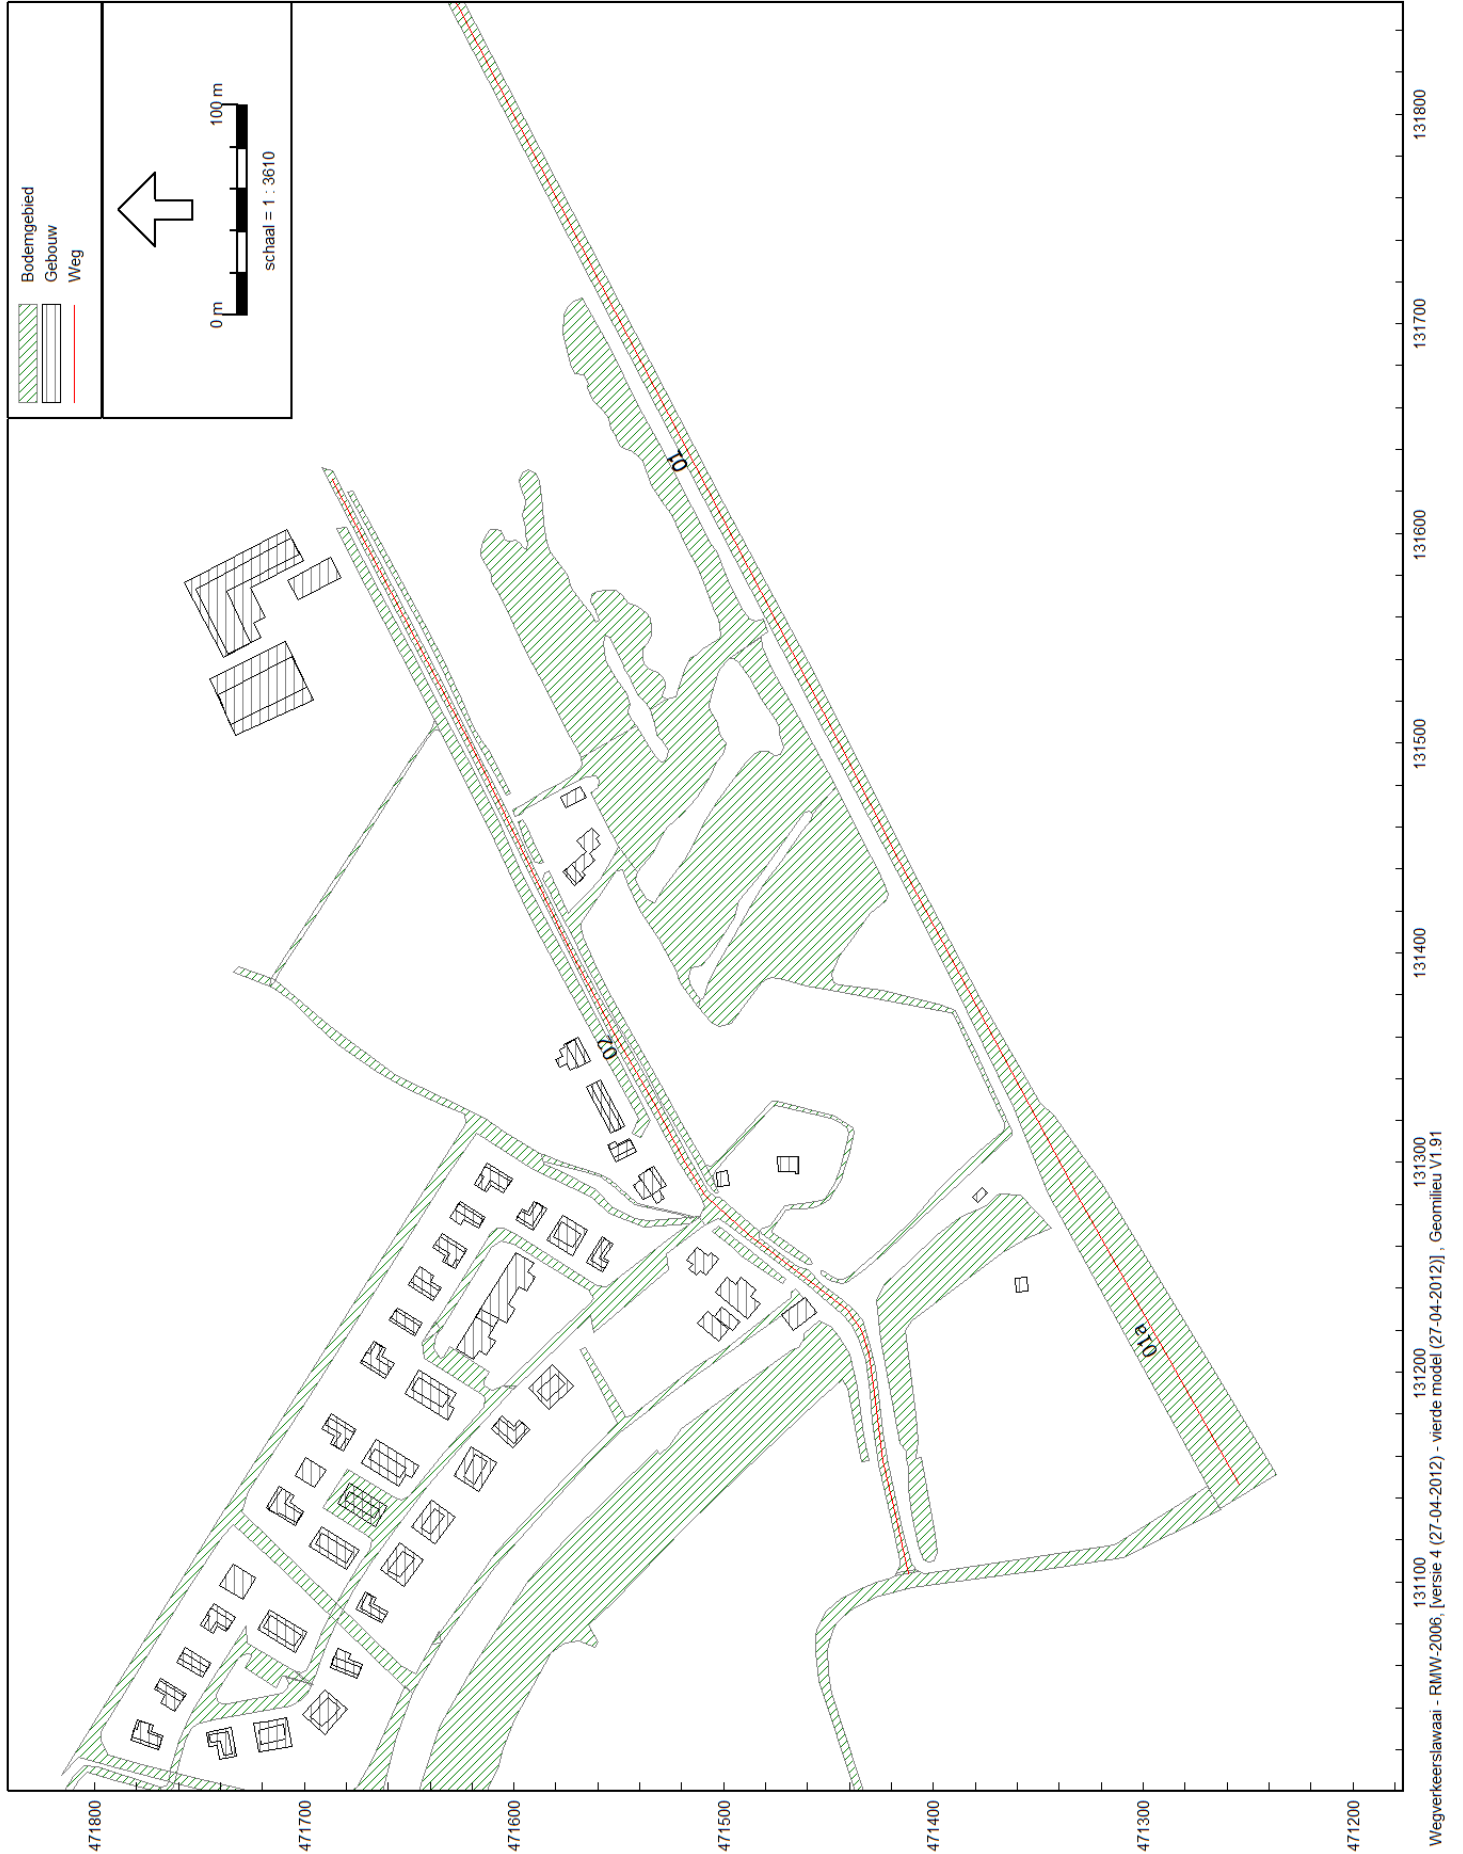 Bodemgebied
Gebouw
Weg
0 m
100 m
schaal = 1 : 3610
01
02
01a
471800
471700
471600
471500
471400
471300
471200
131100
131200
131300
131400
131500
131600
131700
131800
Wegverkeerslawaai - RMW-2006, [versie 4 (27-04-2012) - vierde model (27-04-2012)] , Geomilieu V1.91